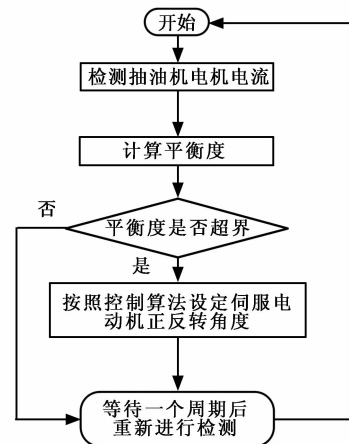 开始
检测抽油机电机电流
计算平衡度
否
平衡度是否超界
是
按照控制算法设定伺服电
动机正反转角度
等待一个周期后
重新进行检测